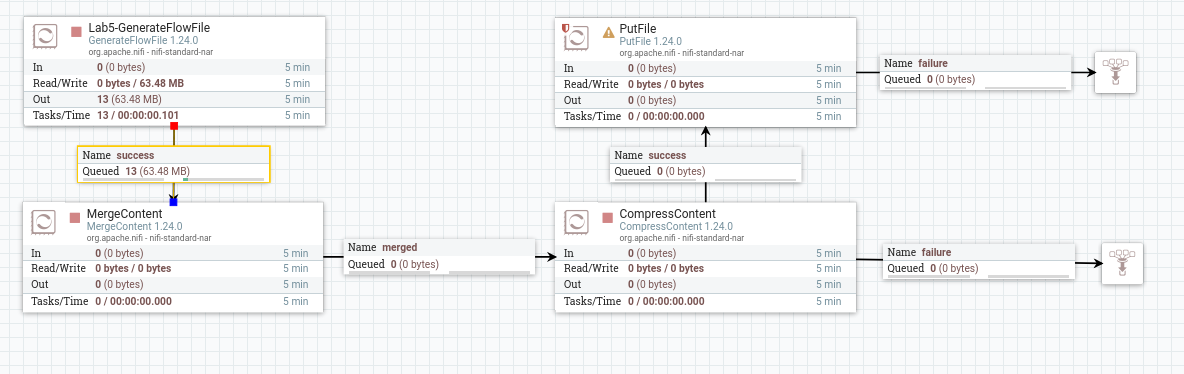 Lab5-GenerateFlowFile
GenerateFlowFile 1.24.0
org.apache.nifi - nifi-standard-nar
In 0 (0 bytes) 5 min
Read/Write 0 bytes / 63.48 MB 5 min
Out 13 (63.48 MB) 5 min
Tasks/Time 13 / 00:00:00.101 5 min
Name success
Queued 13 (63.48 MB)
MergeContent
MergeContent 1.24.0
org.apache.nifi - nifi-standard-nar
In 0 (0 bytes) 5 min
Read/Write 0 bytes / 0 bytes 5 min
Out 0 (0 bytes) 5 min
Tasks/Time 0 / 00:00:00.000 5 min
Name merged
Queued 0 (0 bytes)
PutFile
PutFile 1.24.0
org.apache.nifi - nifi-standard-nar
In 0 (0 bytes) 5 min
Read/Write 0 bytes / 0 bytes 5 min
Out 0 (0 bytes) 5 min
Tasks/Time 0 / 00:00:00.000 5 min
Name failure
Queued 0 (0 bytes)
Name success
Queued 0 (0 bytes)
CompressContent
CompressContent 1.24.0
org.apache.nifi - nifi-standard-nar
In 0 (0 bytes) 5 min
Read/Write 0 bytes / 0 bytes 5 min
Out 0 (0 bytes) 5 min
Tasks/Time 0 / 00:00:00.000 5 min
Name failure
Queued 0 (0 bytes)